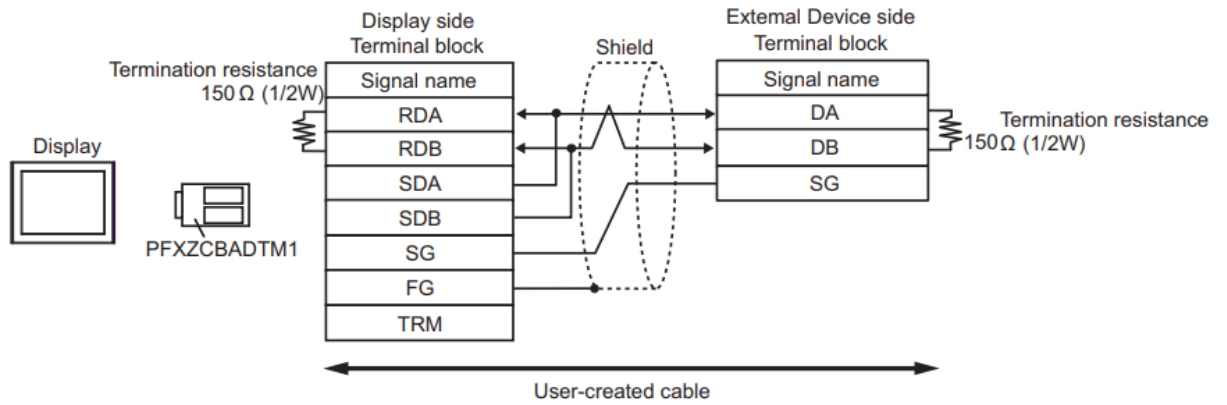 Display side
Terminal block
External Device side
Terminal block
Shield
Termination resistance
150 Ω (1/2W)
Signal name
RDA
RDB
SDA
SDB
SG
FG
TRM
Signal name
DA
DB
SG
Termination resistance
150Ω (1/2W)
Display
PFXZCBADTM1
User-created cable